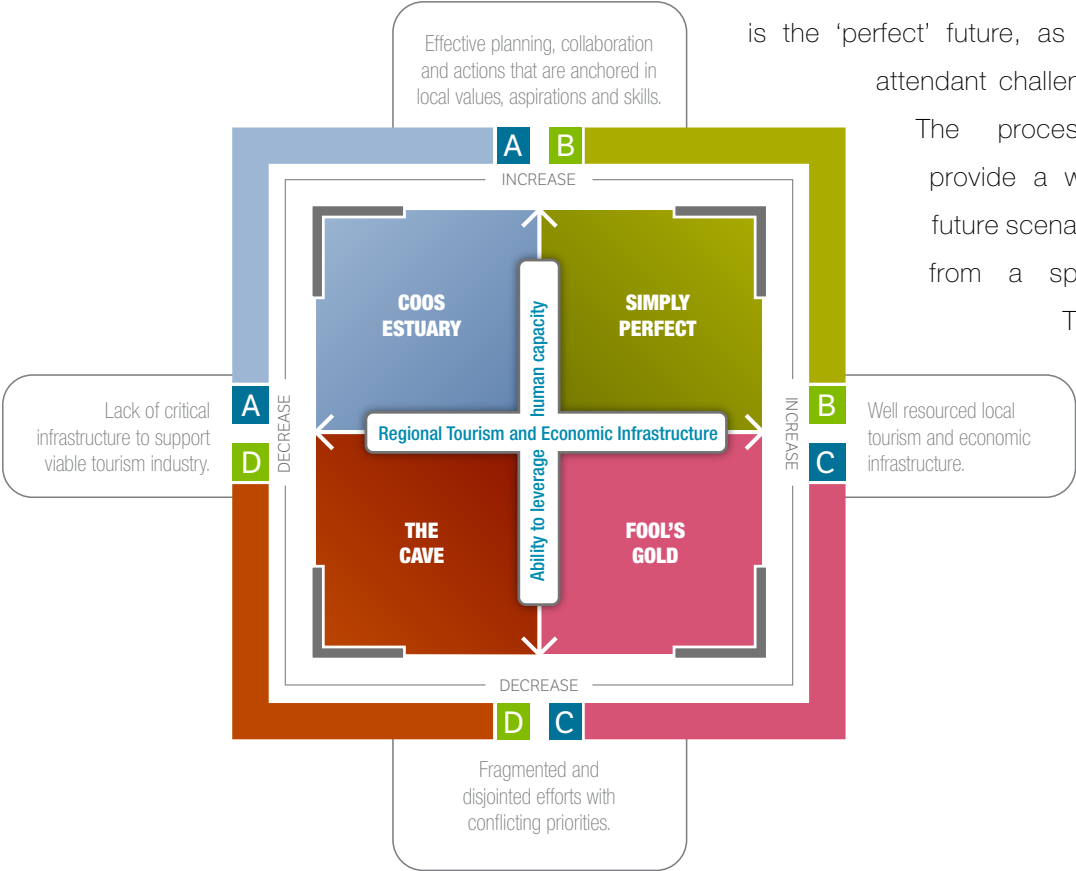 is the ‘perfect’ future, as
attendant challen
The proces
provide a w
future scena
from a sp
T
Effective planning, collaboration
and actions that are anchored in
local values, aspirations and skills.
A B
INCREASE
COOS
ESTUARY
SIMPLY
PERFECT
Ability to leverage human capacity
Regional Tourism and Economic Infrastructure
Lack of critical
infrastructure to support
viable tourism industry.
A
D
DECREASE
INCREASE
B
C
Well resourced local
tourism and economic
infrastructure.
THE
CAVE
FOOL’S
GOLD
DECREASE
D C
Fragmented and
disjointed efforts with
conflicting priorities.